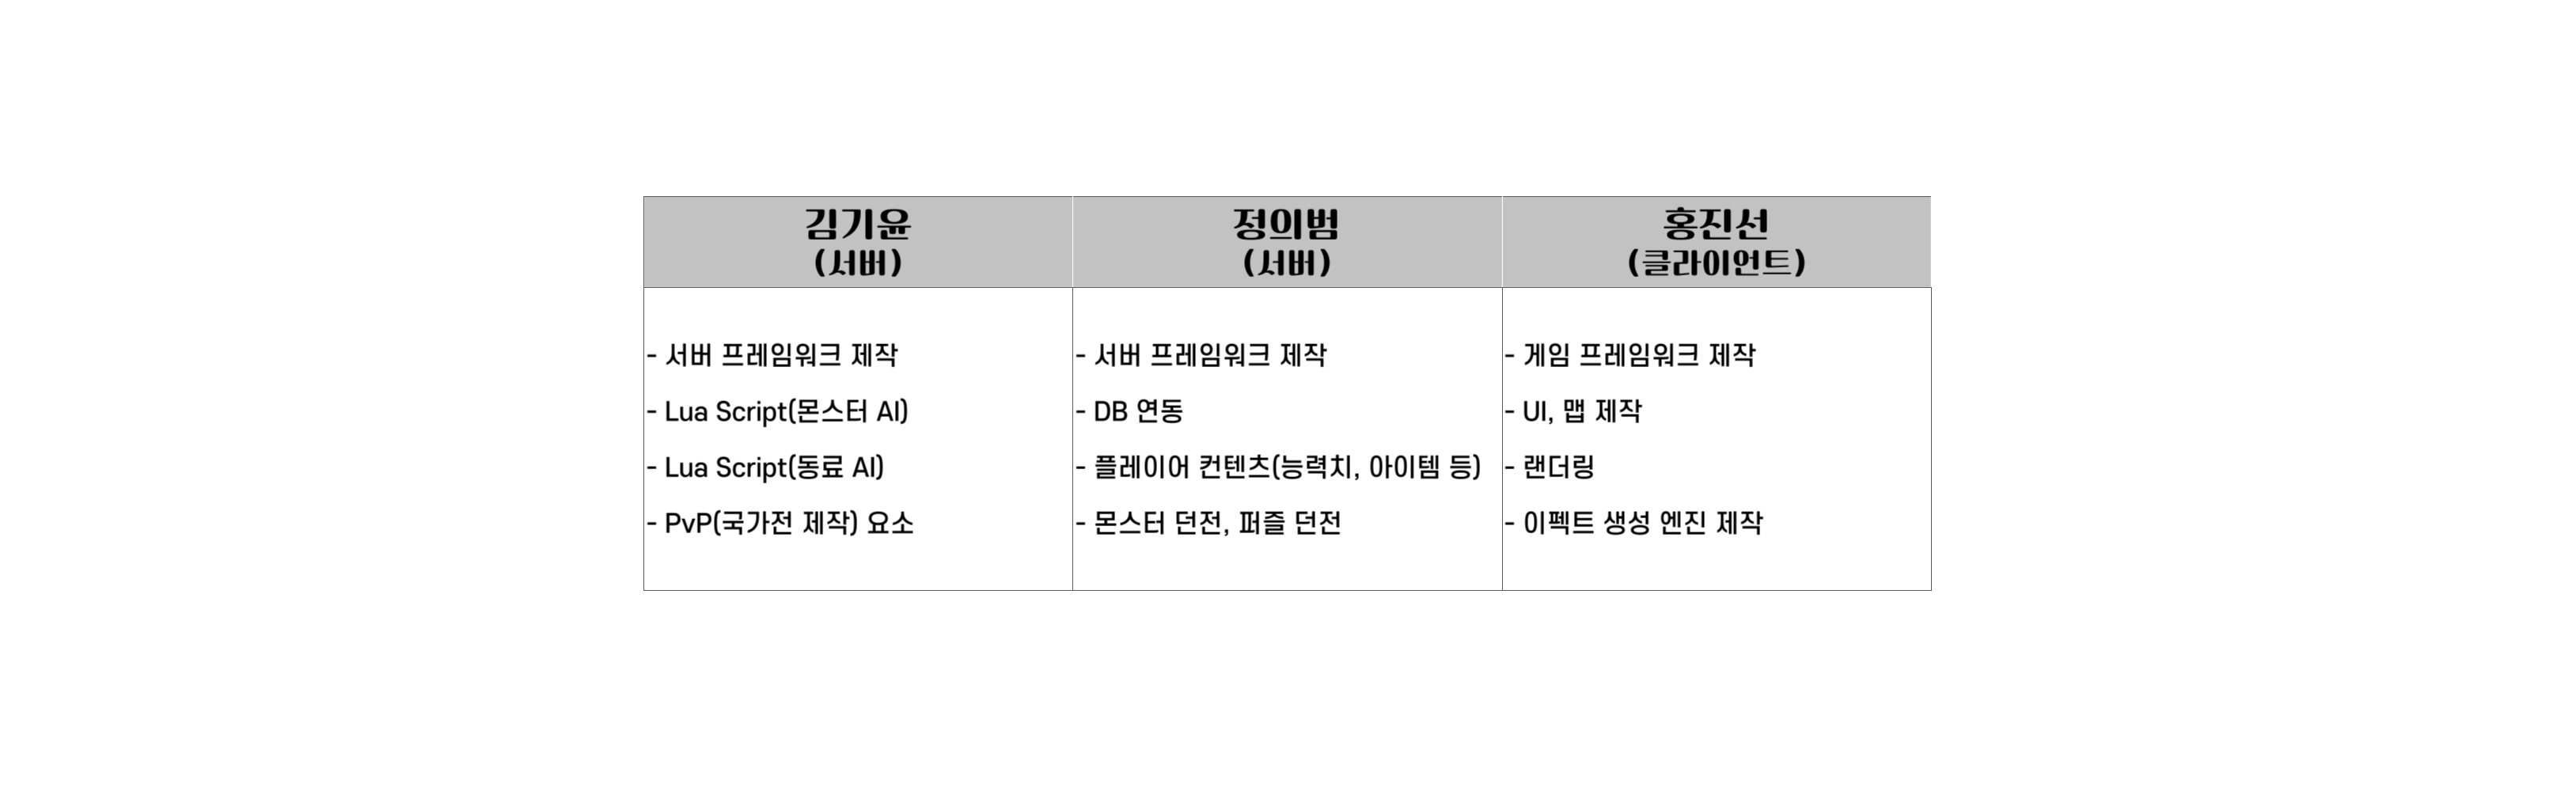 김기윤
(서버)
정의범
(서버)
홍진선
(클라이언트)
- 서버 프레임워크 제작
- Lua Script(몬스터 AI)
- Lua Script(동료 AI)
- PvP(국가전 제작) 요소
- 서버 프레임워크 제작
- DB 연동
- 플레이어 컨텐츠(능력치, 아이템 등)
- 몬스터 던전, 퍼즐 던전
- 게임 프레임워크 제작
- UI, 맵 제작
- 랜더링
- 이펙트 생성 엔진 제작